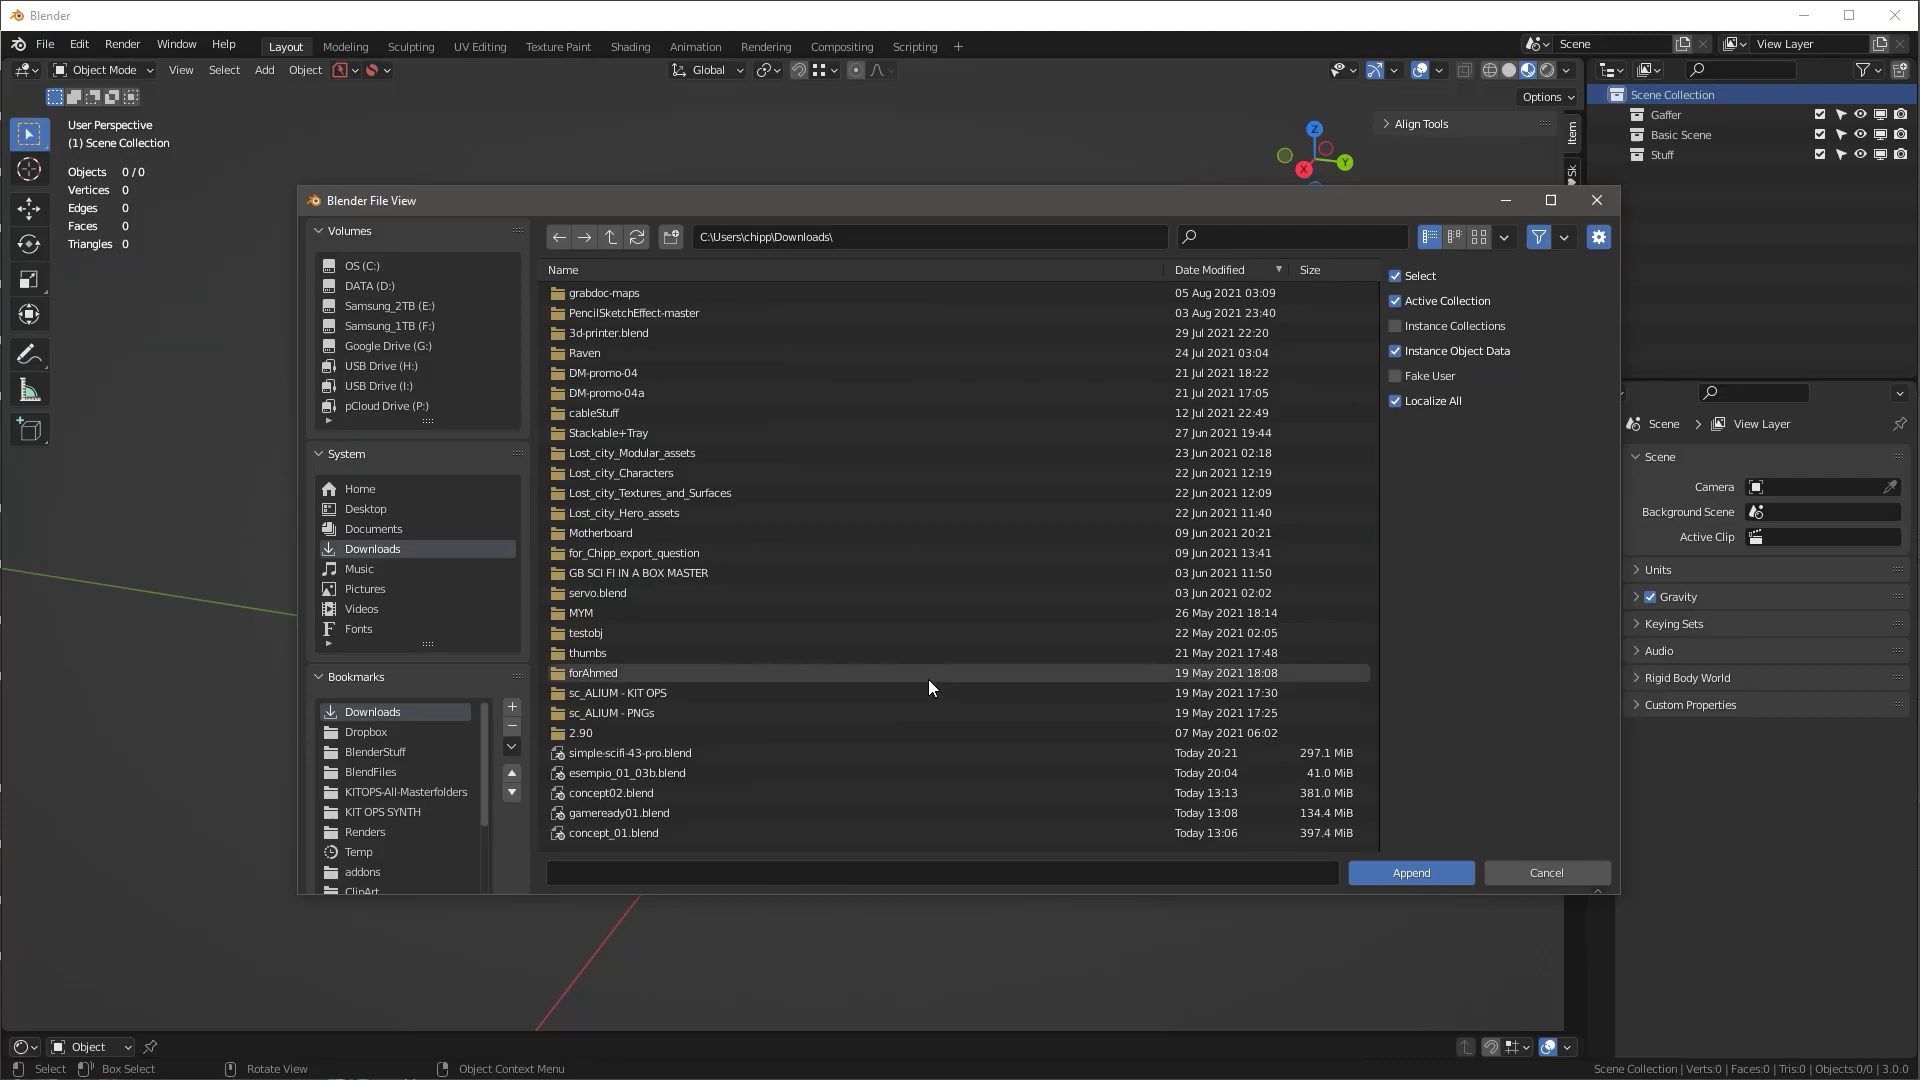 Blender
File Edit Render Window Help Layout Modeling Sculpting UV Editing Texture Paint Shading Animation Rendering Compositing Scripting + Scene View Layer
Object Mode View Select Add Object Global
Options
User Perspective
(1) Scene Collection
Objects 0 / 0
Vertices 0
Edges 0
Faces 0
Triangles 0
Z
Y
X
Align Tools
Item
Sk
Scene Collection
Gaffer
Basic Scene
Stuff
Blender File View
Volumes
OS (C:)
DATA (D:)
Samsung_2TB (E:)
Samsung_1TB (F:)
Google Drive (G:)
USB Drive (H:)
USB Drive (I:)
pCloud Drive (P:)
System
Home
Desktop
Documents
Downloads
Music
Pictures
Videos
Fonts
Bookmarks
Downloads
Dropbox
BlenderStuff
BlendFiles
KITOPS-All-Masterfolders
KIT OPS SYNTH
Renders
Temp
addons
ClipArt
C:\Users\chipp\Downloads\
Name Date Modified Size
grabdoc-maps 05 Aug 2021 03:09
PencilSketchEffect-master 03 Aug 2021 23:40
3d-printer.blend 29 Jul 2021 22:20
Raven 24 Jul 2021 03:04
DM-promo-04 21 Jul 2021 18:22
DM-promo-04a 21 Jul 2021 17:05
cableStuff 12 Jul 2021 22:49
Stackable+Tray 27 Jun 2021 19:44
Lost_city_Modular_assets 23 Jun 2021 02:18
Lost_city_Characters 22 Jun 2021 12:19
Lost_city_Textures_and_Surfaces 22 Jun 2021 12:09
Lost_city_Hero_assets 22 Jun 2021 11:40
Motherboard 09 Jun 2021 20:21
for_Chipp_export_question 09 Jun 2021 13:41
GB SCI FI IN A BOX MASTER 03 Jun 2021 11:50
servo.blend 03 Jun 2021 02:02
MYM 26 May 2021 18:14
testobj 22 May 2021 02:05
thumbs 21 May 2021 17:48
forAhmed 19 May 2021 18:08
sc_ALIUM - KIT OPS 19 May 2021 17:30
sc_ALIUM - PNGs 19 May 2021 17:25
2.90 07 May 2021 06:02
simple-scifi-43-pro.blend Today 20:21 297.1 MiB
esempio_01_03b.blend Today 20:04 41.0 MiB
concept02.blend Today 13:13 381.0 MiB
gameready01.blend Today 13:08 134.4 MiB
concept_01.blend Today 13:06 397.4 MiB
Select
Active Collection
Instance Collections
Instance Object Data
Fake User
Localize All
Append Cancel
Scene > View Layer
Scene
Camera
Background Scene
Active Clip
Units
Gravity
Keying Sets
Audio
Rigid Body World
Custom Properties
Object
Select Box Select Rotate View Object Context Menu Scene Collection | Verts:0 | Faces:0 | Tris:0 | Objects:0/0 | 3.0.0